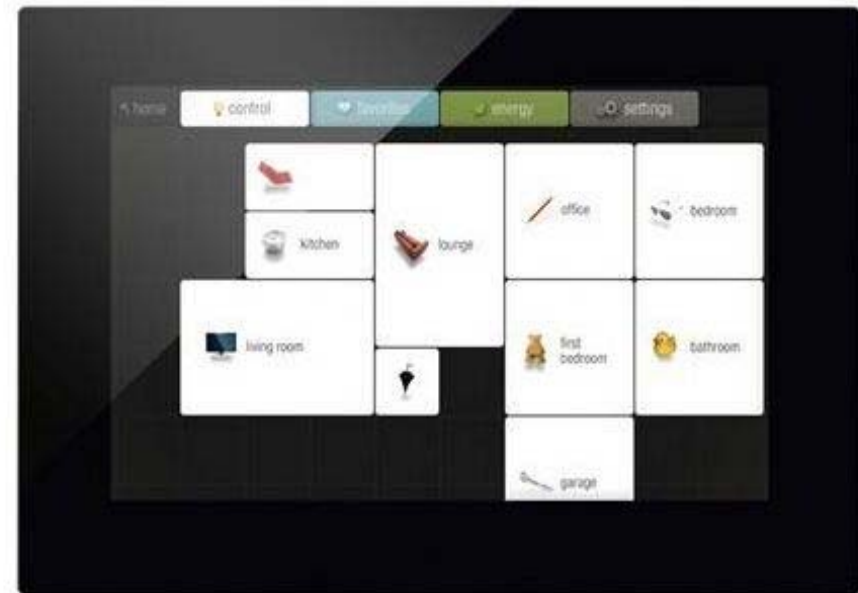 home
control
favorites
energy
settings
kitchen
lounge
office
bedroom
living room
first
bedroom
bathroom
garage